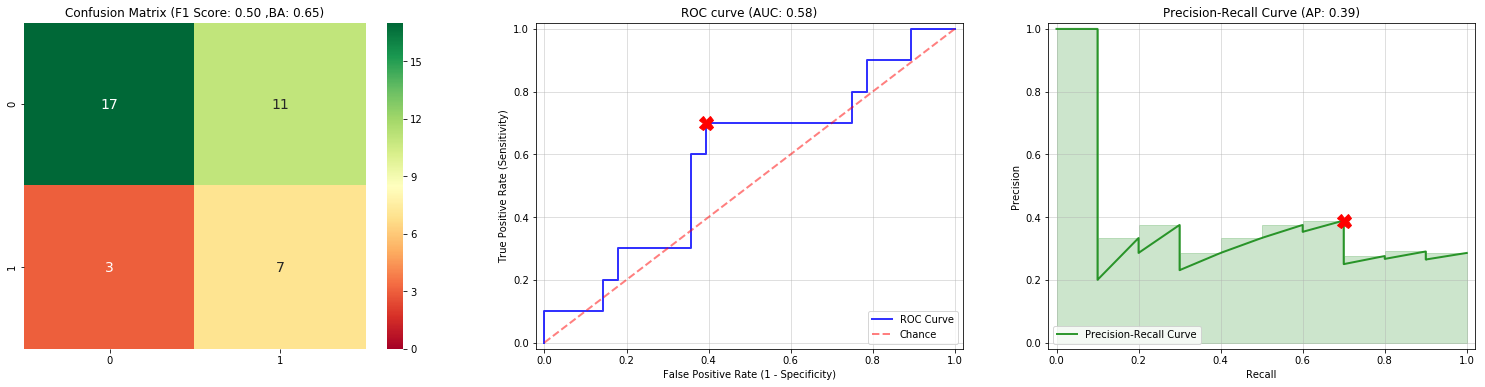 Confusion Matrix (F1 Score: 0.50 ,BA: 0.65)
0
1
17
11
3
7
0
1
15
12
9
6
3
0
ROC curve (AUC: 0.58)
True Positive Rate (Sensitivity)
1.0
0.8
0.6
0.4
0.2
0.0
ROC Curve
Chance
0.0 0.2 0.4 0.6 0.8 1.0
False Positive Rate (1 - Specificity)
Precision-Recall Curve (AP: 0.39)
Precision
1.0
0.8
0.6
0.4
0.2
0.0
Precision-Recall Curve
0.0 0.2 0.4 0.6 0.8 1.0
Recall